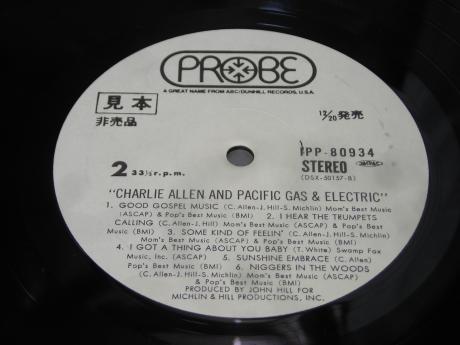 PROBE
A GREAT NAME FROM ABC/DUNHILL RECORDS, U.S.A.
見本
非売品
12/20 発売
IPP-80934
2 33⅓ r.p.m.
STEREO
(DSX-50157-B)
"CHARLIE ALLEN AND PACIFIC GAS & ELECTRIC"
1. GOOD GOSPEL MUSIC (C. Allen-J. Hill-S. Michlin) Mom's Best Music
(ASCAP) & Pop's Best Music (BMI) 2. I HEAR THE TRUMPETS
CALLING (C. Allen-J. Hill) Mom's Best Music (ASCAP) & Pop's Best
Music (BMI) 3. SOME KIND OF FEELIN' (C. Allen-J. Hill-S. Michlin)
Mom's Best Music (ASCAP) & Pop's Best Music (BMI)
4. I GOT A THING ABOUT YOU BABY (T. White) Swamp Fox
Music, Inc. (ASCAP) 5. SUNSHINE EMBRACE (C. Allen)
Pop's Best Music (BMI) 6. NIGGERS IN THE WOODS
(C. Allen-J. Hill-S. Michlin) Mom's Best Music (ASCAP)
& Pop's Best Music (BMI)
PRODUCED BY JOHN HILL FOR
MICHLIN & HILL PRODUCTIONS, INC.